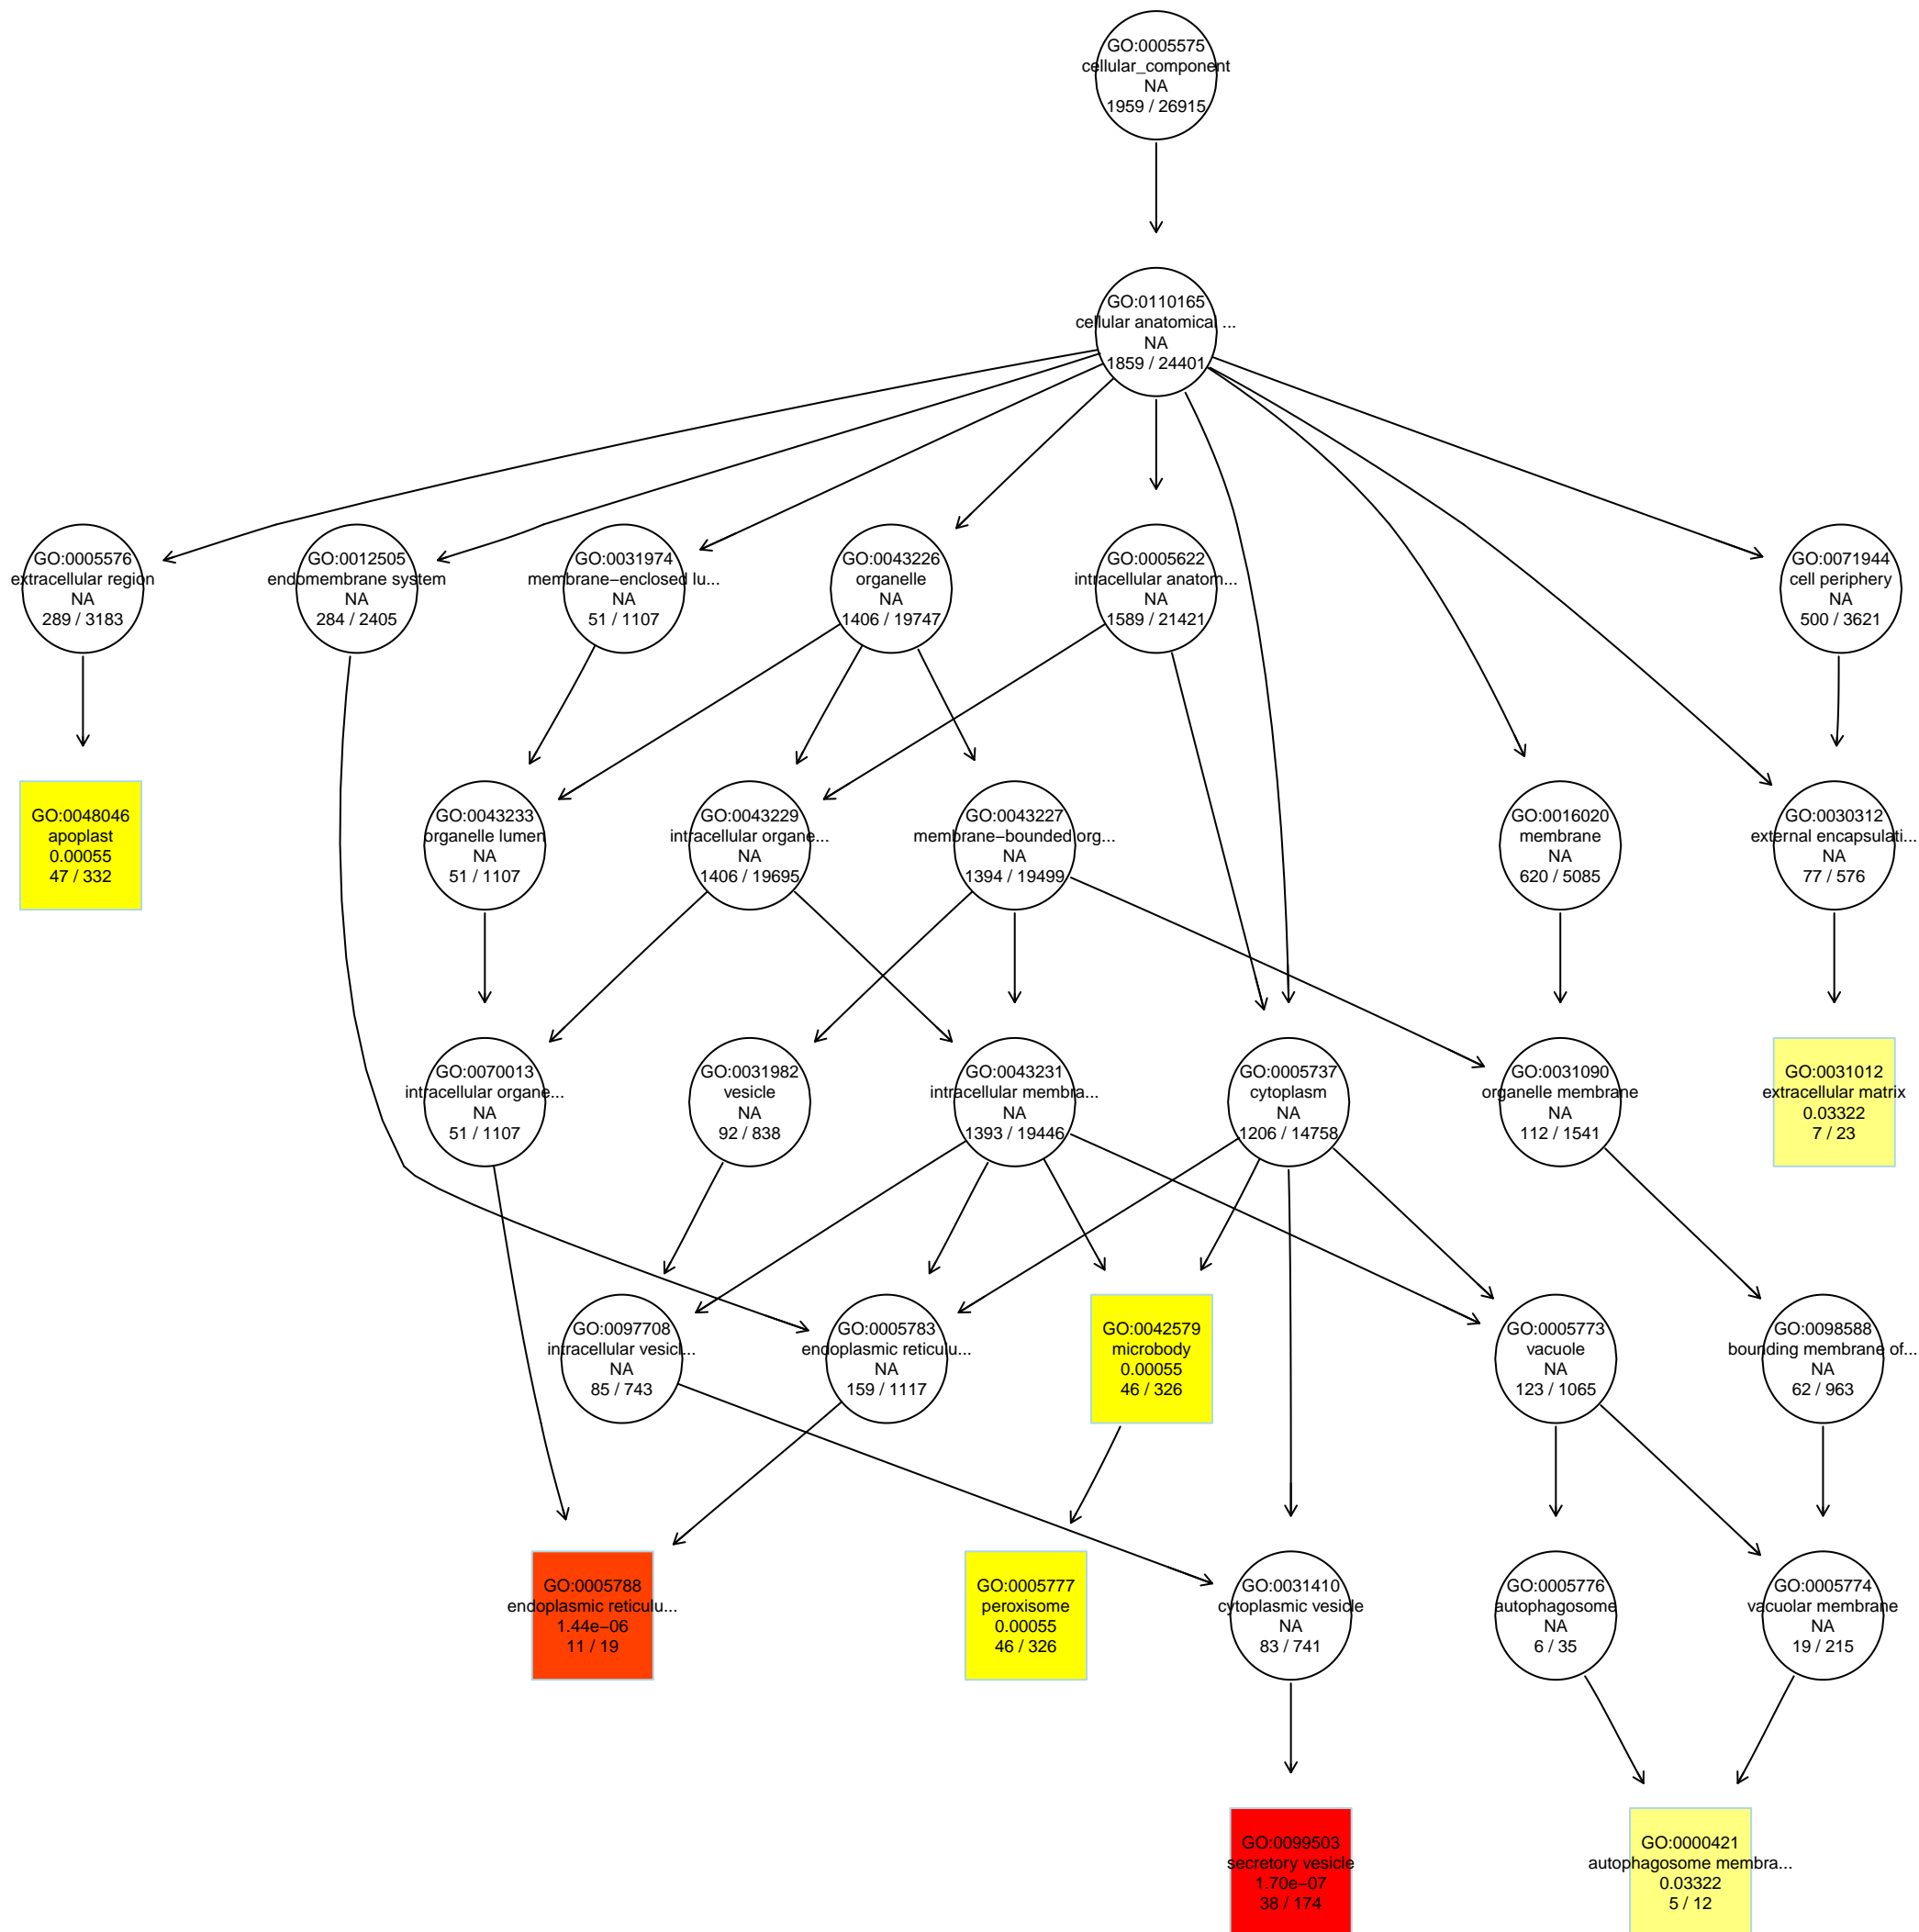 GO:0005575
cellular_component
NA
1959 / 26915
GO:0110165
cellular anatomical ...
NA
1859 / 24401
GO:0005576
extracellular region
NA
289 / 3183
GO:0012505
endomembrane system
NA
284 / 2405
GO:0031974
membrane−enclosed lu...
NA
51 / 1107
GO:0043226
organelle
NA
1406 / 19747
GO:0005622
intracellular anatom...
NA
1589 / 21421
GO:0071944
cell periphery
NA
500 / 3621
GO:0048046
apoplast
0.00055
47 / 332
GO:0043233
organelle lumen
NA
51 / 1107
GO:0043229
intracellular organe...
NA
1406 / 19695
GO:0043227
membrane−bounded org...
NA
1394 / 19499
GO:0016020
membrane
NA
620 / 5085
GO:0030312
external encapsulati...
NA
77 / 576
GO:0070013
intracellular organe...
NA
51 / 1107
GO:0031982
vesicle
NA
92 / 838
GO:0043231
intracellular membra...
NA
1393 / 19446
GO:0005737
cytoplasm
NA
1206 / 14758
GO:0031090
organelle membrane
NA
112 / 1541
GO:0031012
extracellular matrix
0.03322
7 / 23
GO:0097708
intracellular vesicl...
NA
85 / 743
GO:0005783
endoplasmic reticulu...
NA
159 / 1117
GO:0042579
microbody
0.00055
46 / 326
GO:0005773
vacuole
NA
123 / 1065
GO:0098588
bounding membrane of...
NA
62 / 963
GO:0005788
endoplasmic reticulu...
1.44e−06
11 / 19
GO:0005777
peroxisome
0.00055
46 / 326
GO:0031410
cytoplasmic vesicle
NA
83 / 741
GO:0005776
autophagosome
NA
6 / 35
GO:0005774
vacuolar membrane
NA
19 / 215
GO:0099503
secretory vesicle
1.70e−07
38 / 174
GO:0000421
autophagosome membra...
0.03322
5 / 12